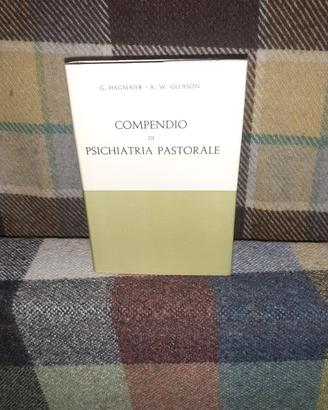 G. HAGMAIER – R. W. GLEASON
COMPENDIO
DI
PSICHIATRIA PASTORALE